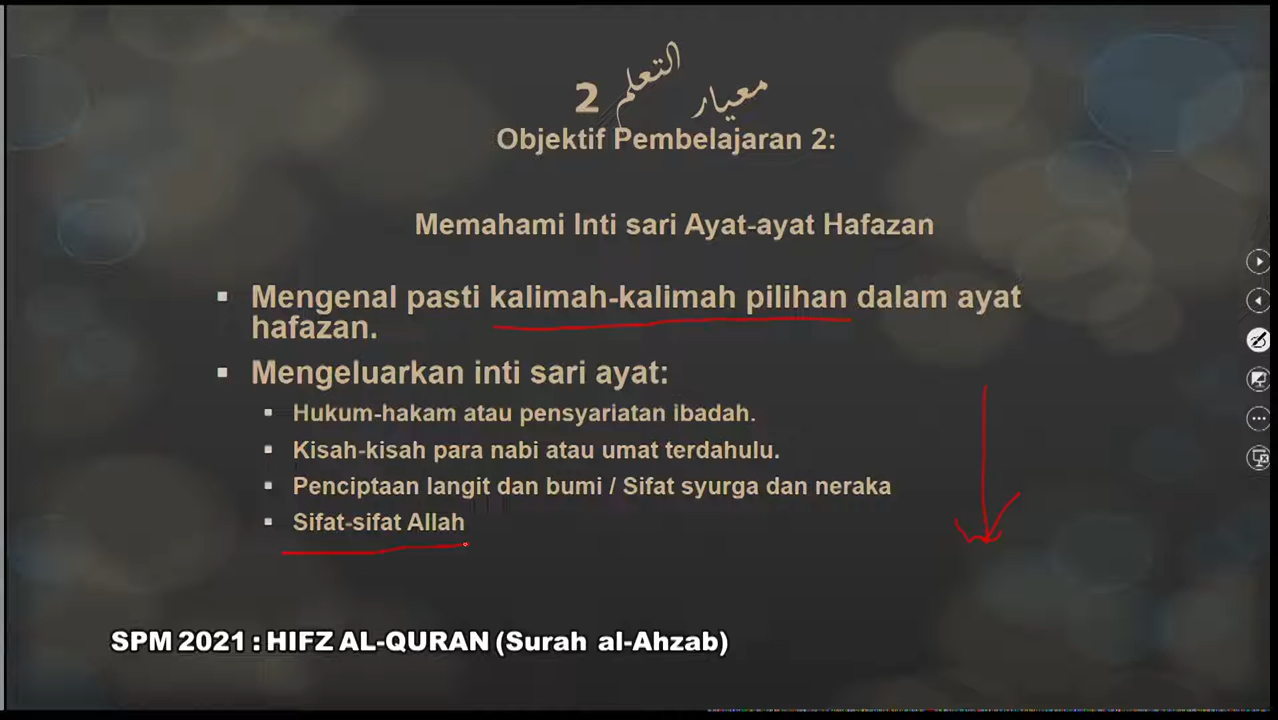 معيار التعلم 2
Objektif Pembelajaran 2:
Memahami Inti sari Ayat-ayat Hafazan
▪ Mengenal pasti kalimah-kalimah pilihan dalam ayat
hafazan.
▪ Mengeluarkan inti sari ayat:
▪ Hukum-hakam atau pensyariatan ibadah.
▪ Kisah-kisah para nabi atau umat terdahulu.
▪ Penciptaan langit dan bumi / Sifat syurga dan neraka
▪ Sifat-sifat Allah
SPM 2021 : HIFZ AL-QURAN (Surah al-Ahzab)